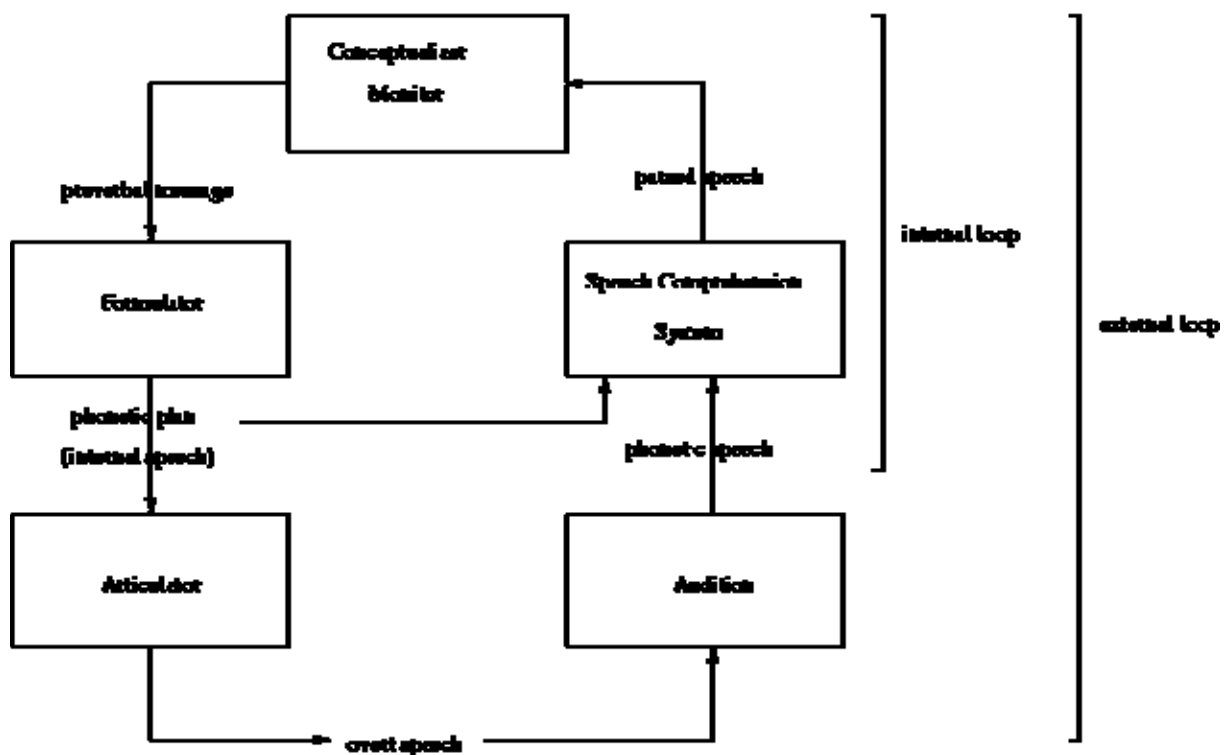 Conceptualizer
Monitor
preverbal message
parsed speech
internal loop
Formulator
Speech Comprehension
System
external loop
phonetic plan
(internal speech)
phonetic speech
Articulator
Audition
overt speech